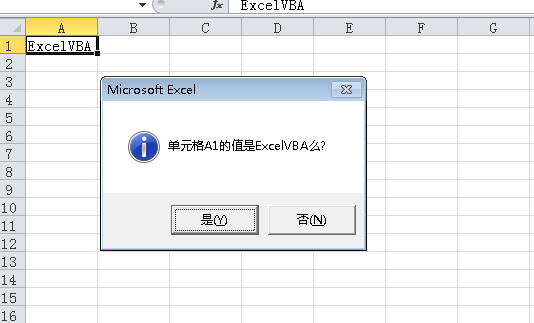 fx ExcelVBA
A B C D E F G
1 ExcelVBA
2
3
4
5
6
7
8
9
10
11
12
13
14
15
16
Microsoft Excel
单元格A1的值是ExcelVBA么?
是(Y) 否(N)